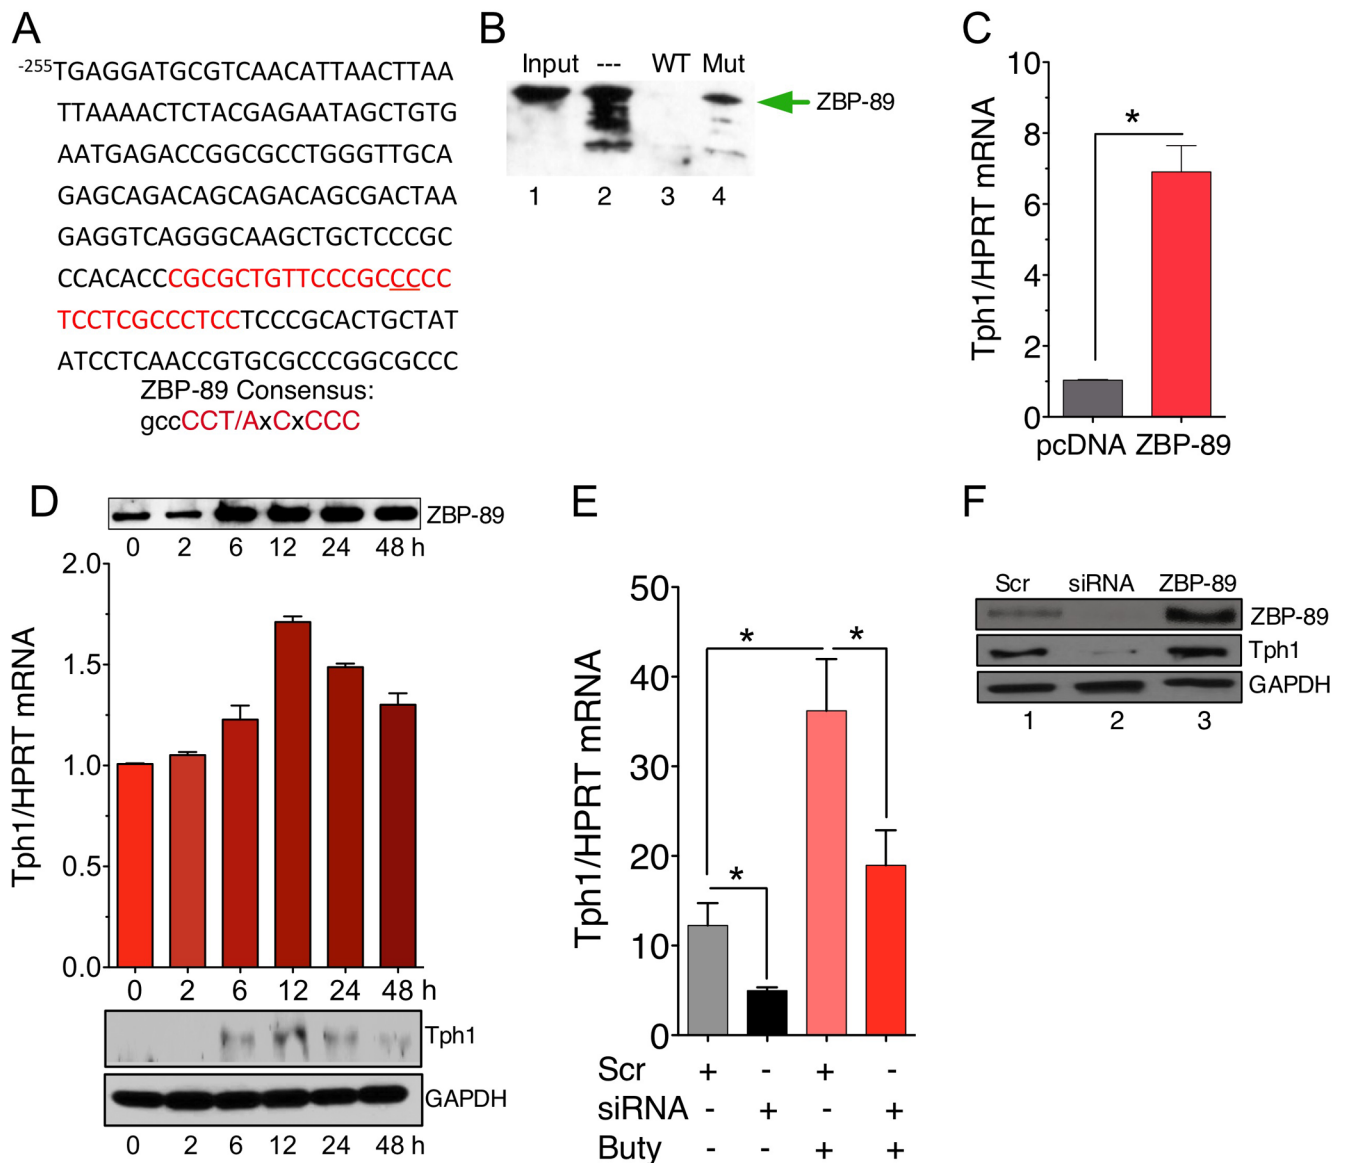 A
-255TGAGGATGCGTCAACATTAACTTAA
TTAAAACTCTACGAGAATAGCTGTG
AATGAGACCGGCGCCTGGGTTGCA
GAGCAGACAGCAGACAGCGACTAA
GAGGTCAGGGCAAGCTGCTCCCGC
CCACACCCGCGCTGTTCCCGCCCCC
TCCTCGCCCTCCTCCCGCACTGCTAT
ATCCTCAACCGTGCGCCCGGCGCCC
ZBP-89 Consensus:
gccCCT/AxCxCCC
B
Input --- WT Mut
ZBP-89
1 2 3 4
C
Tph1/HPRT mRNA
10
8
6
4
2
0
*
pcDNA ZBP-89
D
ZBP-89
0 2 6 12 24 48 h
Tph1/HPRT mRNA
2.0
1.5
1.0
0.5
0.0
0 2 6 12 24 48 h
Tph1
GAPDH
0 2 6 12 24 48 h
E
Tph1/HPRT mRNA
50
40
30
20
10
0
* *
*
Scr + - + -
siRNA - + - +
Buty - - + +
F
Scr siRNA ZBP-89
ZBP-89
Tph1
GAPDH
1 2 3